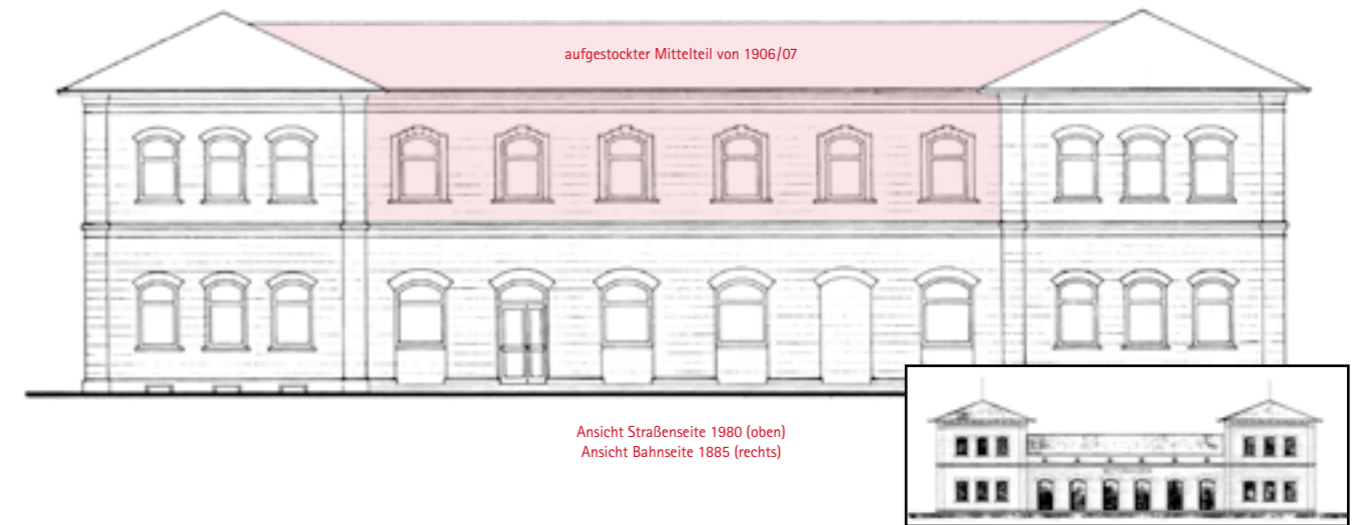 aufgestockter Mittelteil von 1906/07
Ansicht Straßenseite 1980 (oben)
Ansicht Bahnseite 1885 (rechts)